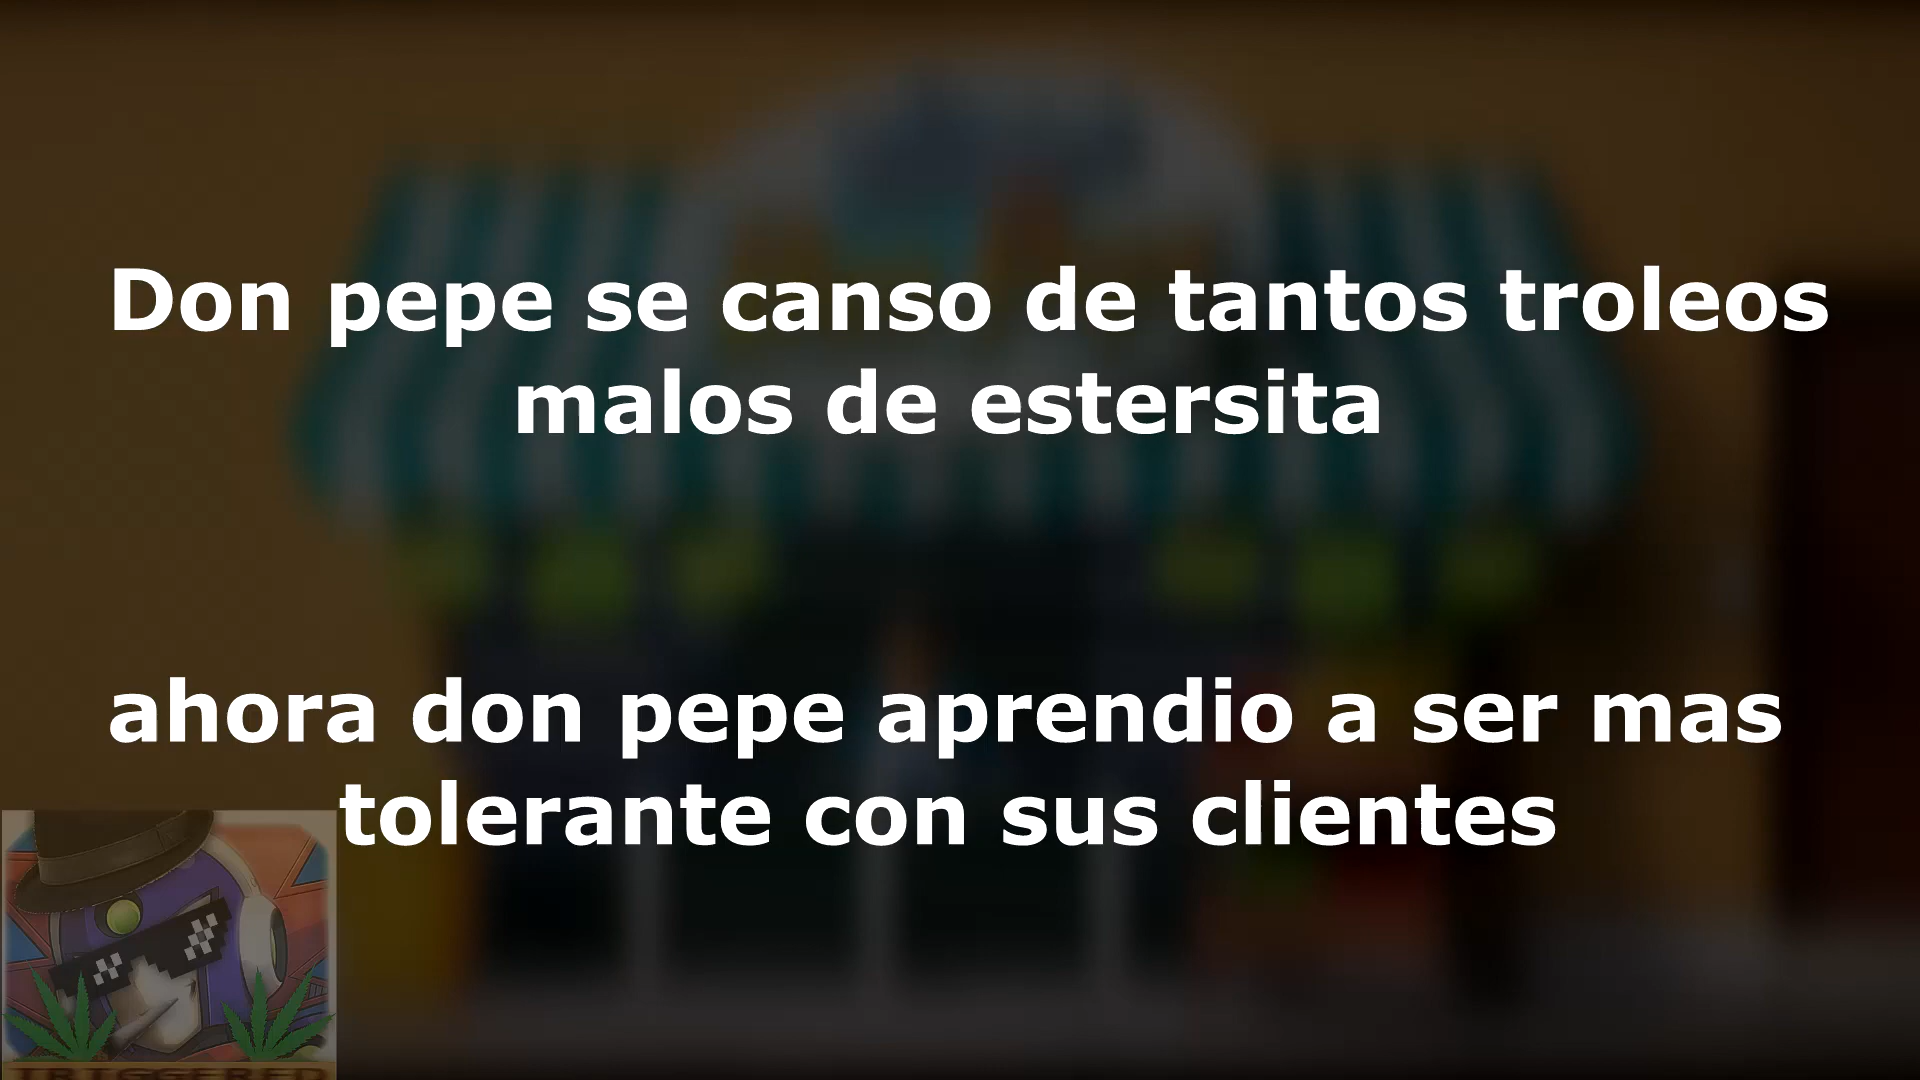 Don pepe se canso de tantos troleos
malos de estersita
ahora don pepe aprendio a ser mas
tolerante con sus clientes
TRIGGERED